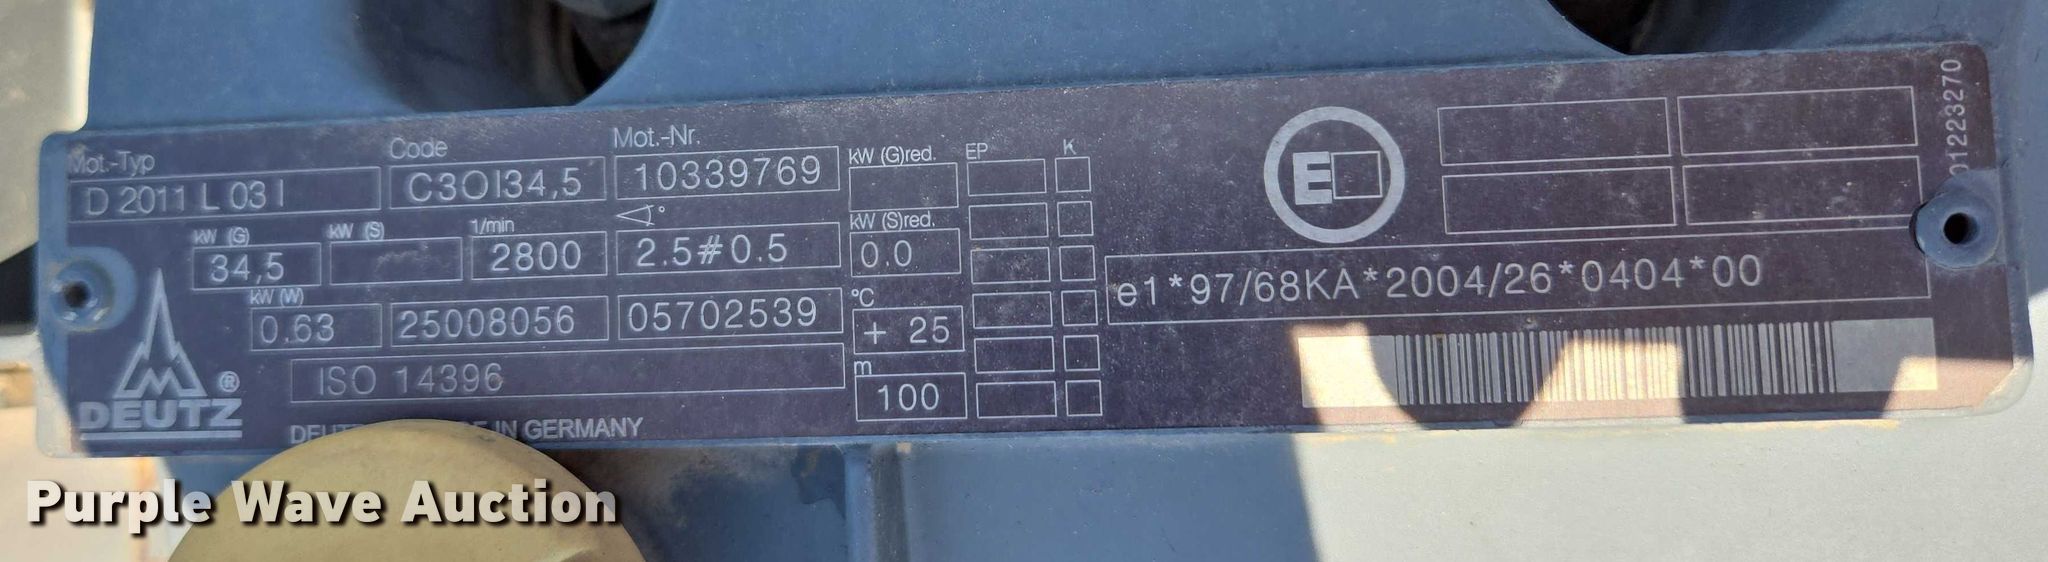 Mot.-Typ Code Mot.-Nr. kW (G)red. EP K
D 2011 L 03 I C3OI34,5 10339769
kW (G) kW (S) 1/min ° kW (S)red.
34,5 2800 2.5#0.5 0.0
kW (W) °C
0.63 25008056 05702539 + 25
m
ISO 14396 100
DEUTZ ®
IN GERMANY
E
e1*97/68KA*2004/26*0404*00
01223270
Purple Wave Auction